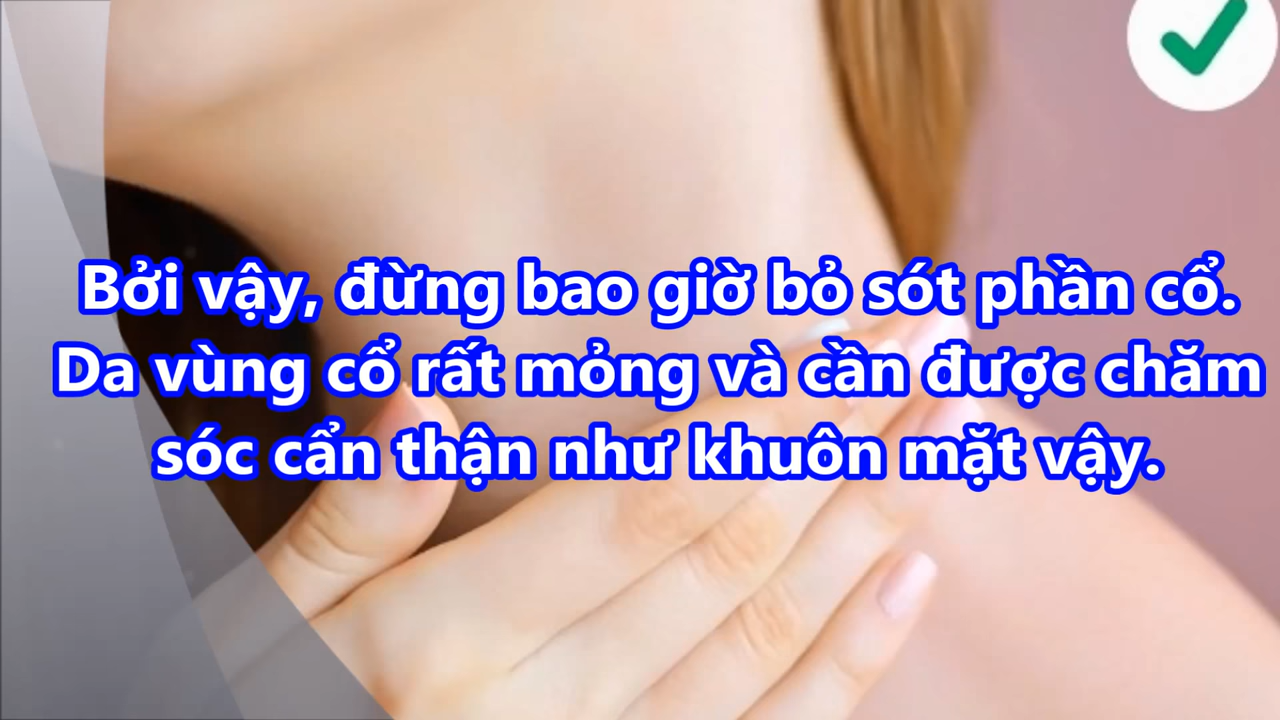 Bởi vậy, đừng bao giờ bỏ sót phần cổ.
Da vùng cổ rất mỏng và cần được chăm
sóc cẩn thận như khuôn mặt vậy.